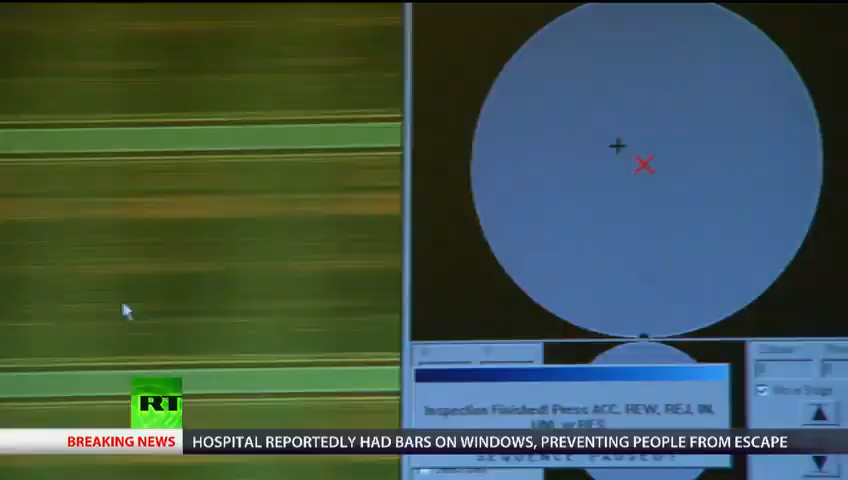 Inspection Finished! Press ACC, REW, REJ, IN,
SEQUENCE PAUSED!
RT
BREAKING NEWS HOSPITAL REPORTEDLY HAD BARS ON WINDOWS, PREVENTING PEOPLE FROM ESCAPE